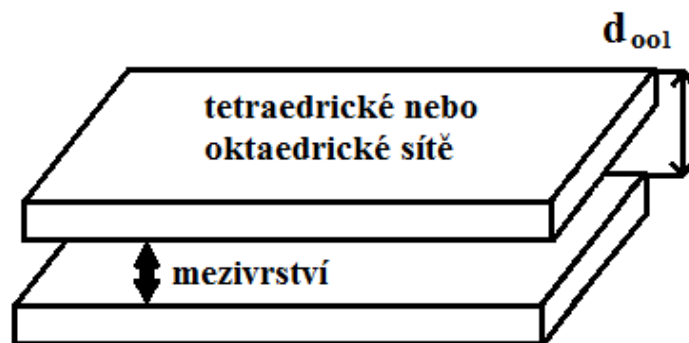 d₀₀₁
tetraedrické nebo
oktaedrické sítě
mezivrství